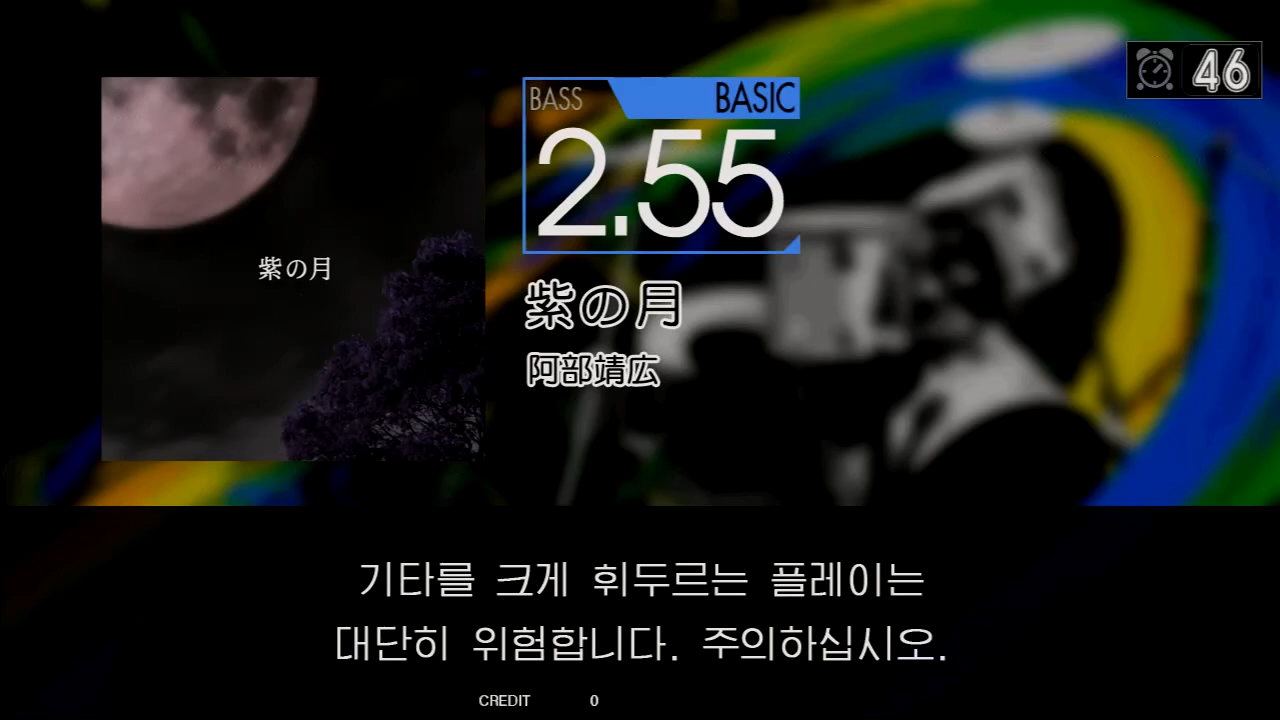 46
BASS BASIC
2.55
紫の月
紫の月
阿部靖広
기타를 크게 휘두르는 플레이는
대단히 위험합니다. 주의하십시오.
CREDIT 0